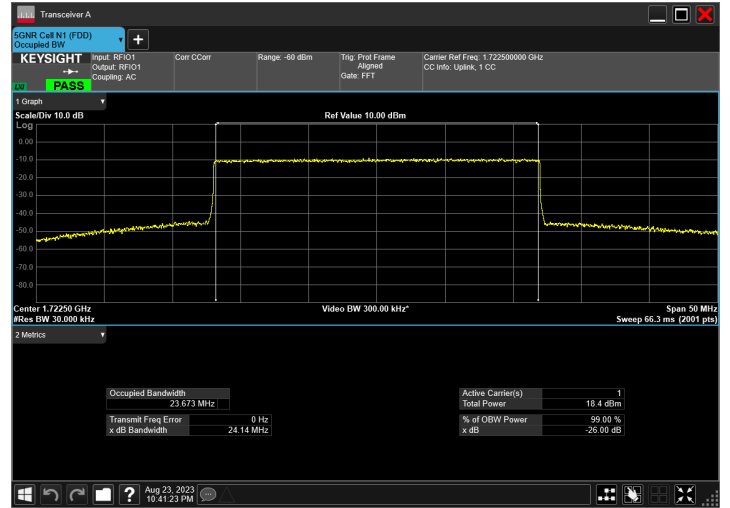 Transceiver A
5GNR Cell N1 (FDD)
Occupied BW
KEYSIGHT
LXI
PASS
Input: RFIO1
Output: RFIO1
Coupling: AC
Corr CCorr
Range: -60 dBm
Trig: Prot Frame
Aligned
Gate: FFT
Carrier Ref Freq: 1.722500000 GHz
CC Info: Uplink, 1 CC
1 Graph
Scale/Div 10.0 dB
Ref Value 10.00 dBm
Log
0.00
-10.0
-20.0
-30.0
-40.0
-50.0
-60.0
-70.0
-80.0
Center 1.72250 GHz
Video BW 300.00 kHz*
Span 50 MHz
#Res BW 30.000 kHz
Sweep 66.3 ms (2001 pts)
2 Metrics
Occupied Bandwidth
23.673 MHz
Transmit Freq Error 0 Hz
x dB Bandwidth 24.14 MHz
Active Carrier(s) 1
Total Power 18.4 dBm
% of OBW Power 99.00 %
x dB -26.00 dB
?
Aug 23, 2023
10:41:23 PM